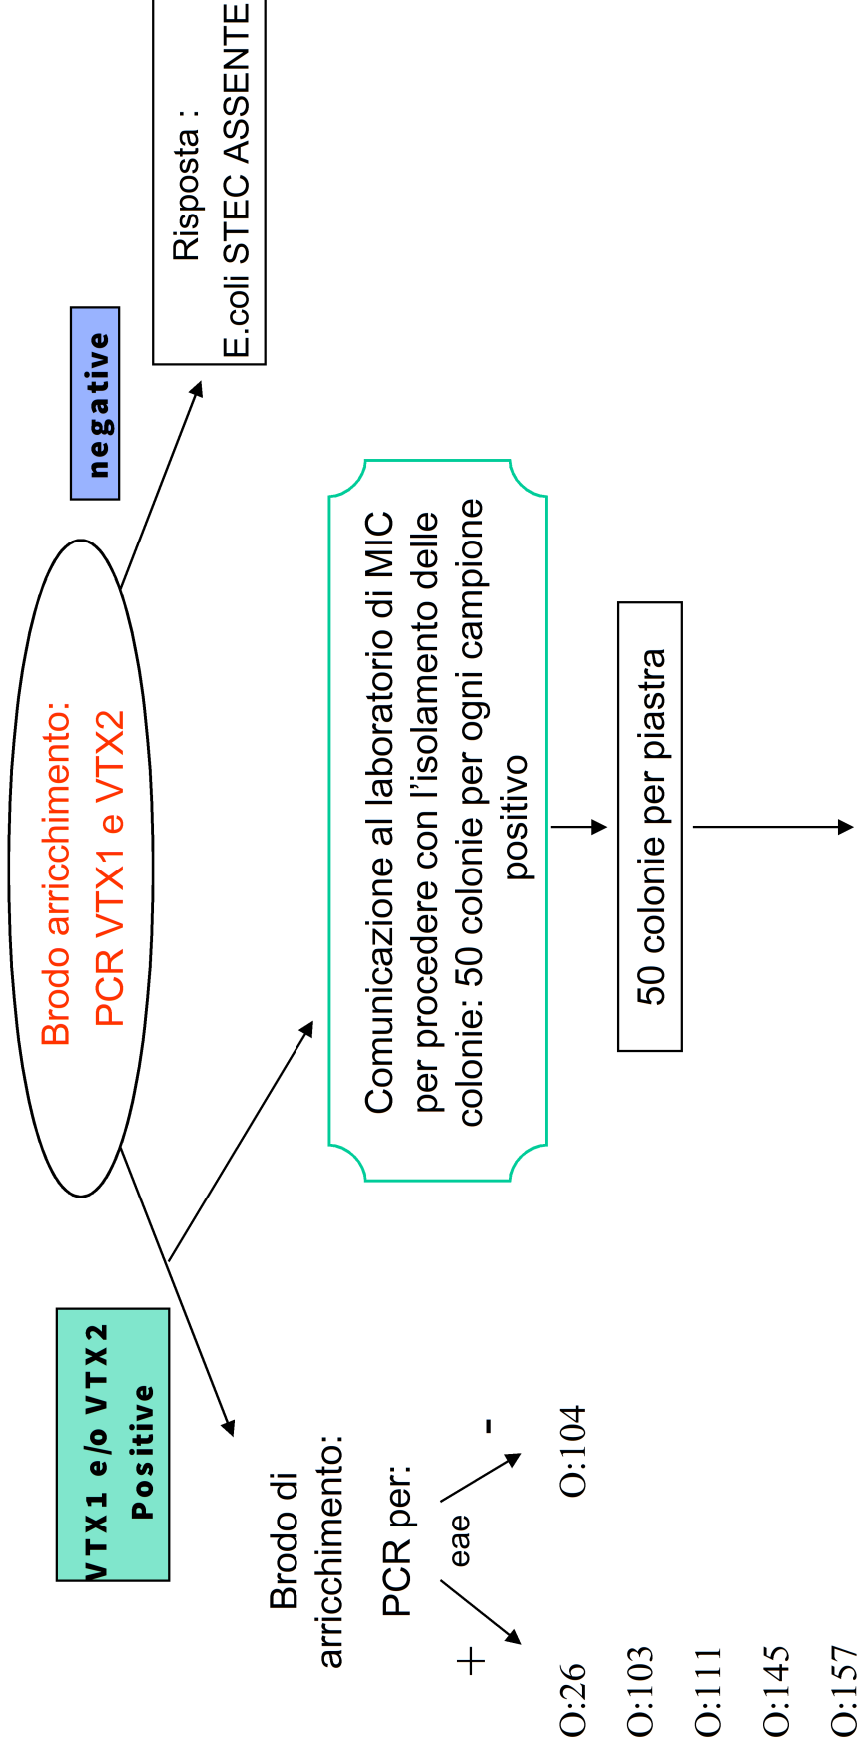 Brodo arricchimento:
PCR VTX1 e VTX2
VTX1 e/o VTX2
Positive
negative
Risposta :
E.coli STEC ASSENTE
Brodo di
arricchimento:
PCR per:
eae
+
-
O:26
O:103
O:111
O:145
O:157
O:104
Comunicazione al laboratorio di MIC
per procedere con l'isolamento delle
colonie: 50 colonie per ogni campione
positivo
50 colonie per piastra